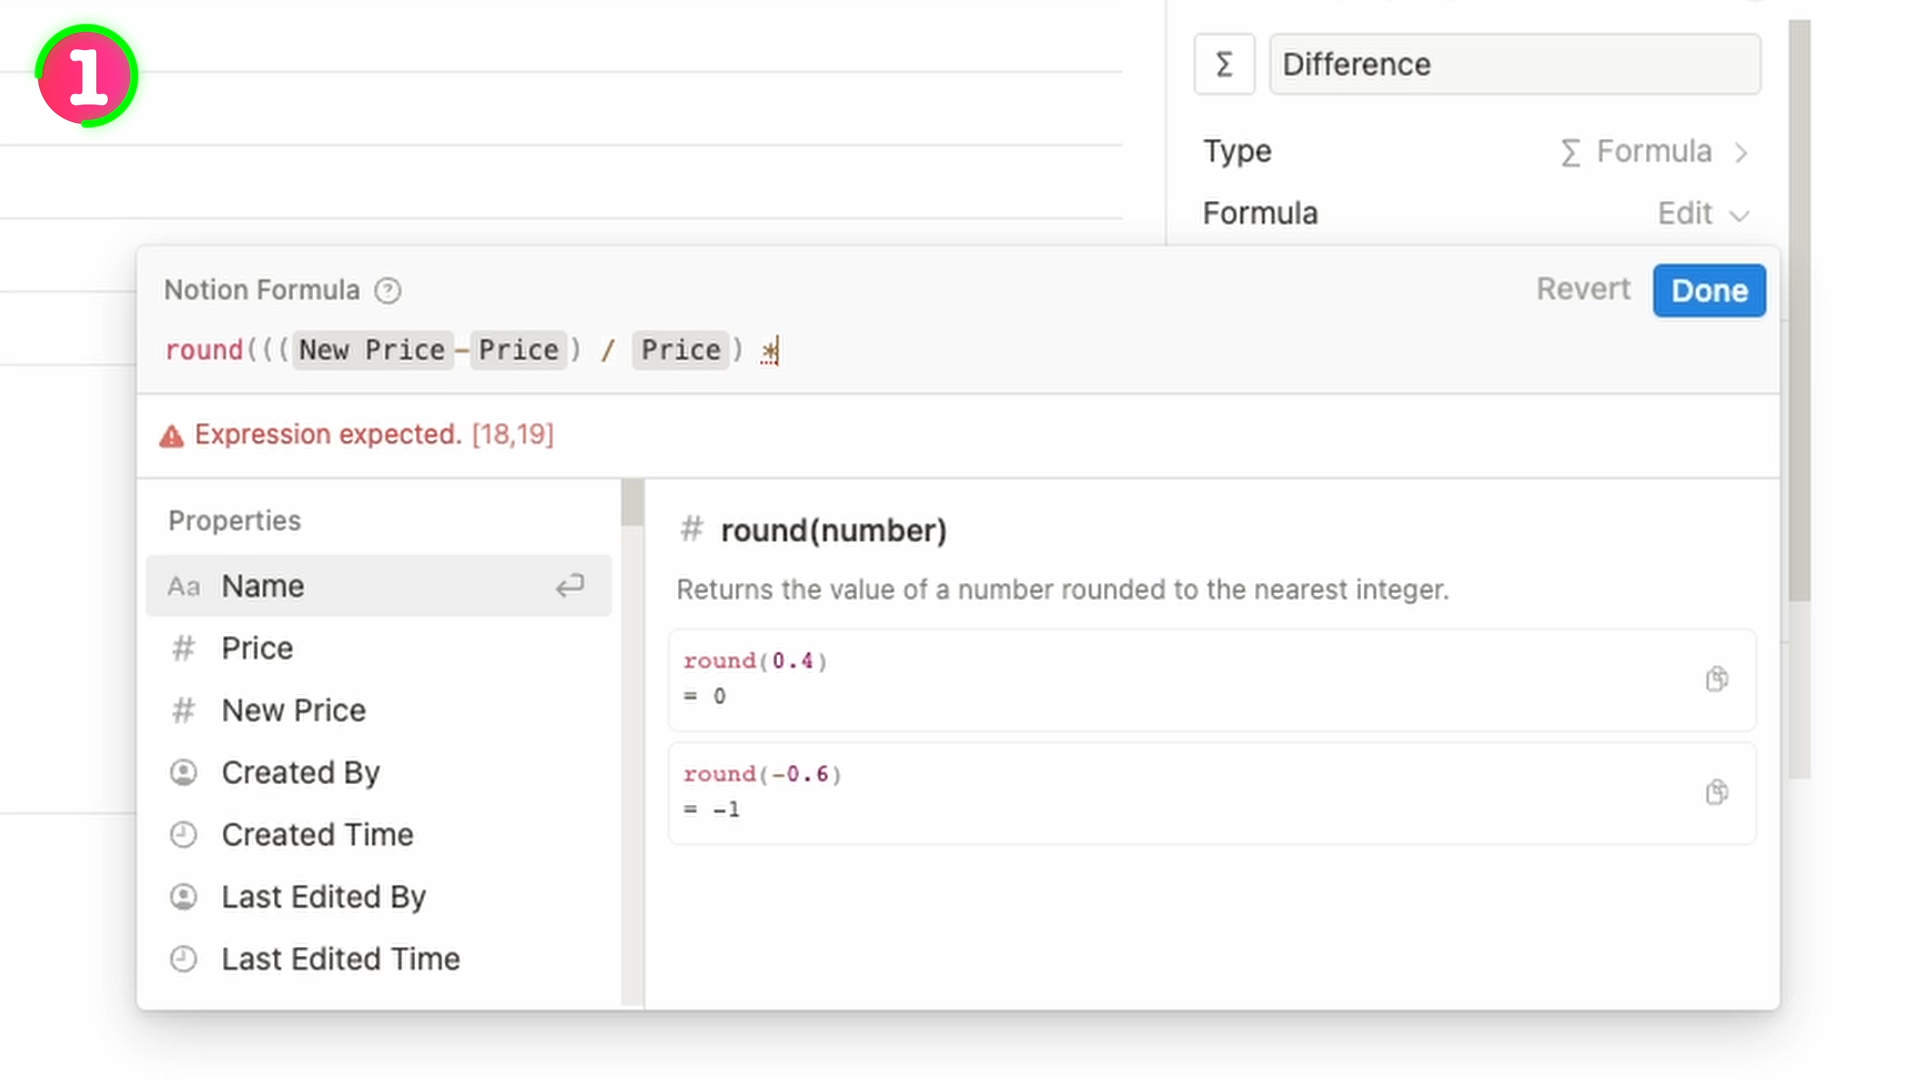 1
Σ Difference
Type Σ Formula
Formula Edit
Notion Formula ? Revert Done
round(((New Price-Price) / Price) *
Expression expected. [18,19]
Properties
Aa Name
# Price
# New Price
Created By
Created Time
Last Edited By
Last Edited Time
# round(number)
Returns the value of a number rounded to the nearest integer.
round(0.4)
= 0
round(-0.6)
= -1